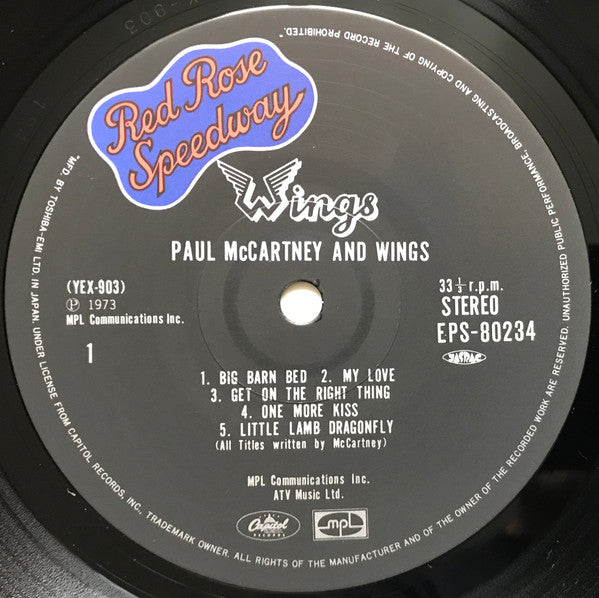 Red Rose
Speedway
Wings
PAUL McCARTNEY AND WINGS
(YEX-903)
Ⓟ 1973
MPL Communications Inc.
1
33 1/3 r.p.m.
STEREO
EPS-80234
JASRAC
1. BIG BARN BED 2. MY LOVE
3. GET ON THE RIGHT THING
4. ONE MORE KISS
5. LITTLE LAMB DRAGONFLY
(All Titles written by McCartney)
MPL Communications Inc.
ATV Music Ltd.
Capitol
RECORDS
mpl
"MFD. BY TOSHIBA-EMI LTD. IN JAPAN UNDER LICENSE FROM CAPITOL RECORDS, INC., TRADEMARK OWNER. ALL RIGHTS OF THE MANUFACTURER AND OF THE OWNER OF THE RECORDED WORK ARE RESERVED. UNAUTHORIZED PUBLIC PERFORMANCE, BROADCASTING AND COPYING OF THE RECORD PROHIBITED."